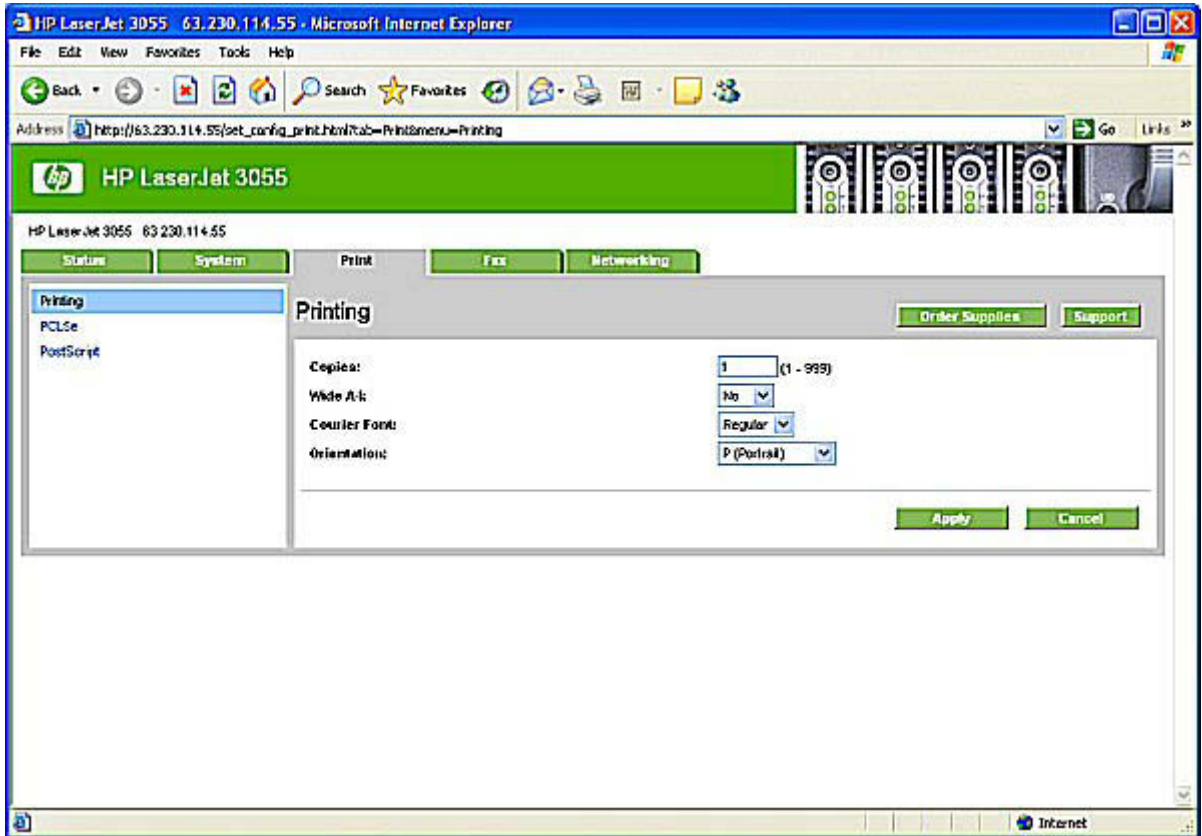 HP LaserJet 3055 63.230.114.55 - Microsoft Internet Explorer
File Edit View Favorites Tools Help
Back Search Favorites
Address http://63.230.114.55/set_config_print.html?tab=Print&menu=Printing Go Links »
hp HP LaserJet 3055
HP LaserJet 3055 63.230.114.55
Status System Print Fax Networking
Printing
PCL5e
PostScript
Printing
Order Supplies Support
Copies: 1 (1 - 999)
Wide A4: No
Courier Font: Regular
Orientation: P (Portrait)
Apply Cancel
Internet